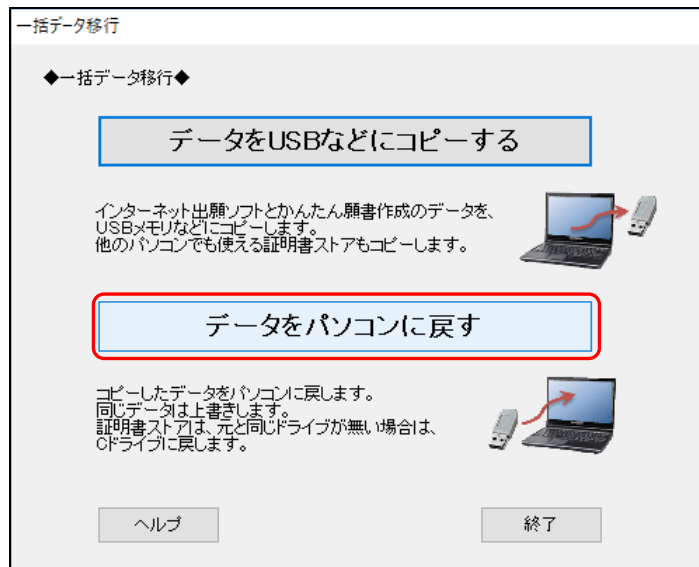 一括データ移行
◆一括データ移行◆
データをUSBなどにコピーする
インターネット出願ソフトとかんたん願書作成のデータを、
USBメモリなどにコピーします。
他のパソコンでも使える証明書ストアもコピーします。
データをパソコンに戻す
コピーしたデータをパソコンに戻します。
同じデータは上書きします。
証明書ストアは、元と同じドライブが無い場合は、
Cドライブに戻します。
ヘルプ
終了